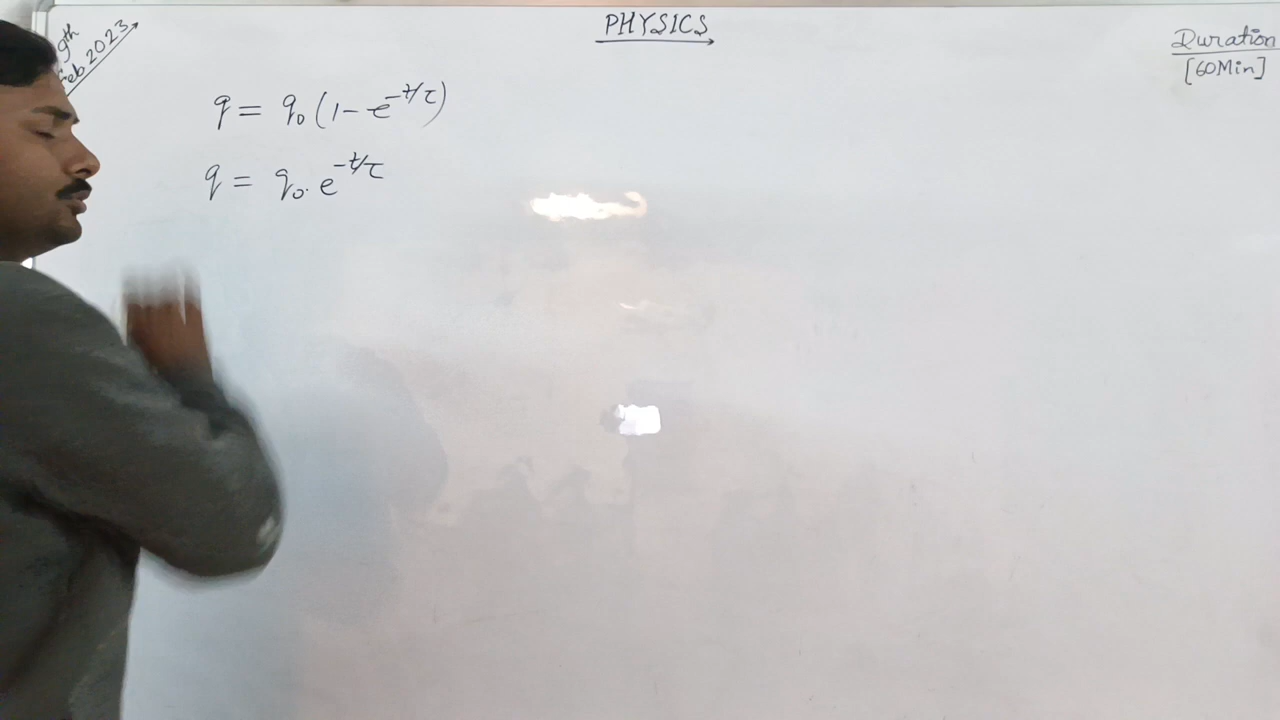 9th
Feb 2023
PHYSICS
Duration
[60Min]
q = q₀(1 - e^{-t/τ})
q = q₀. e^{-t/τ}